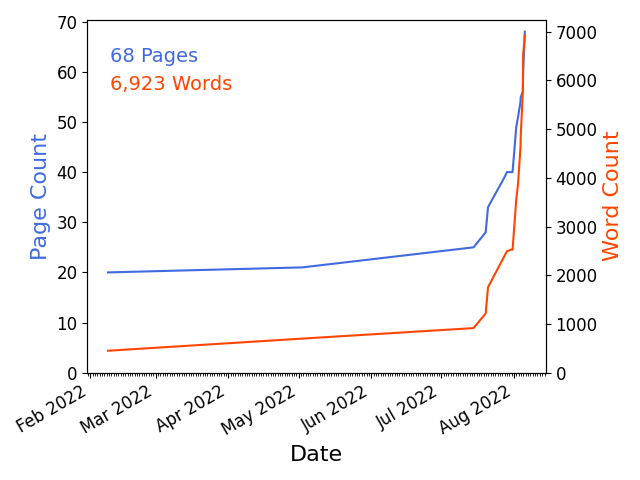 68 Pages
6,923 Words
Page Count
Word Count
70
60
50
40
30
20
10
0
7000
6000
5000
4000
3000
2000
1000
0
Feb 2022
Mar 2022
Apr 2022
May 2022
Jun 2022
Jul 2022
Aug 2022
Date